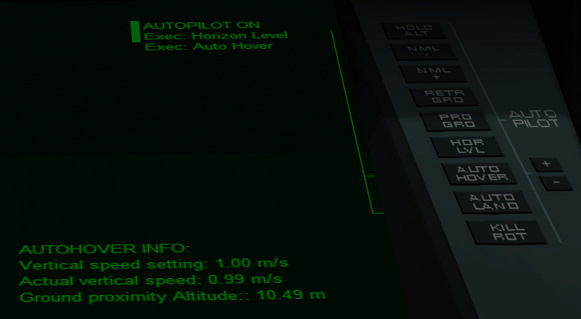 AUTOPILOT ON
Exec: Horizon Level
Exec: Auto Hover
HOLD
ALT
NML
-
NML
+
RETR
GRD
PRO
GRD
HOR
LVL
AUTO
HOVER
AUTO
LAND
KILL
ROT
AUTO
PILOT
+
-
AUTOHOVER INFO:
Vertical speed setting: 1.00 m/s
Actual vertical speed: 0.99 m/s
Ground proximity Altitude:: 10.49 m